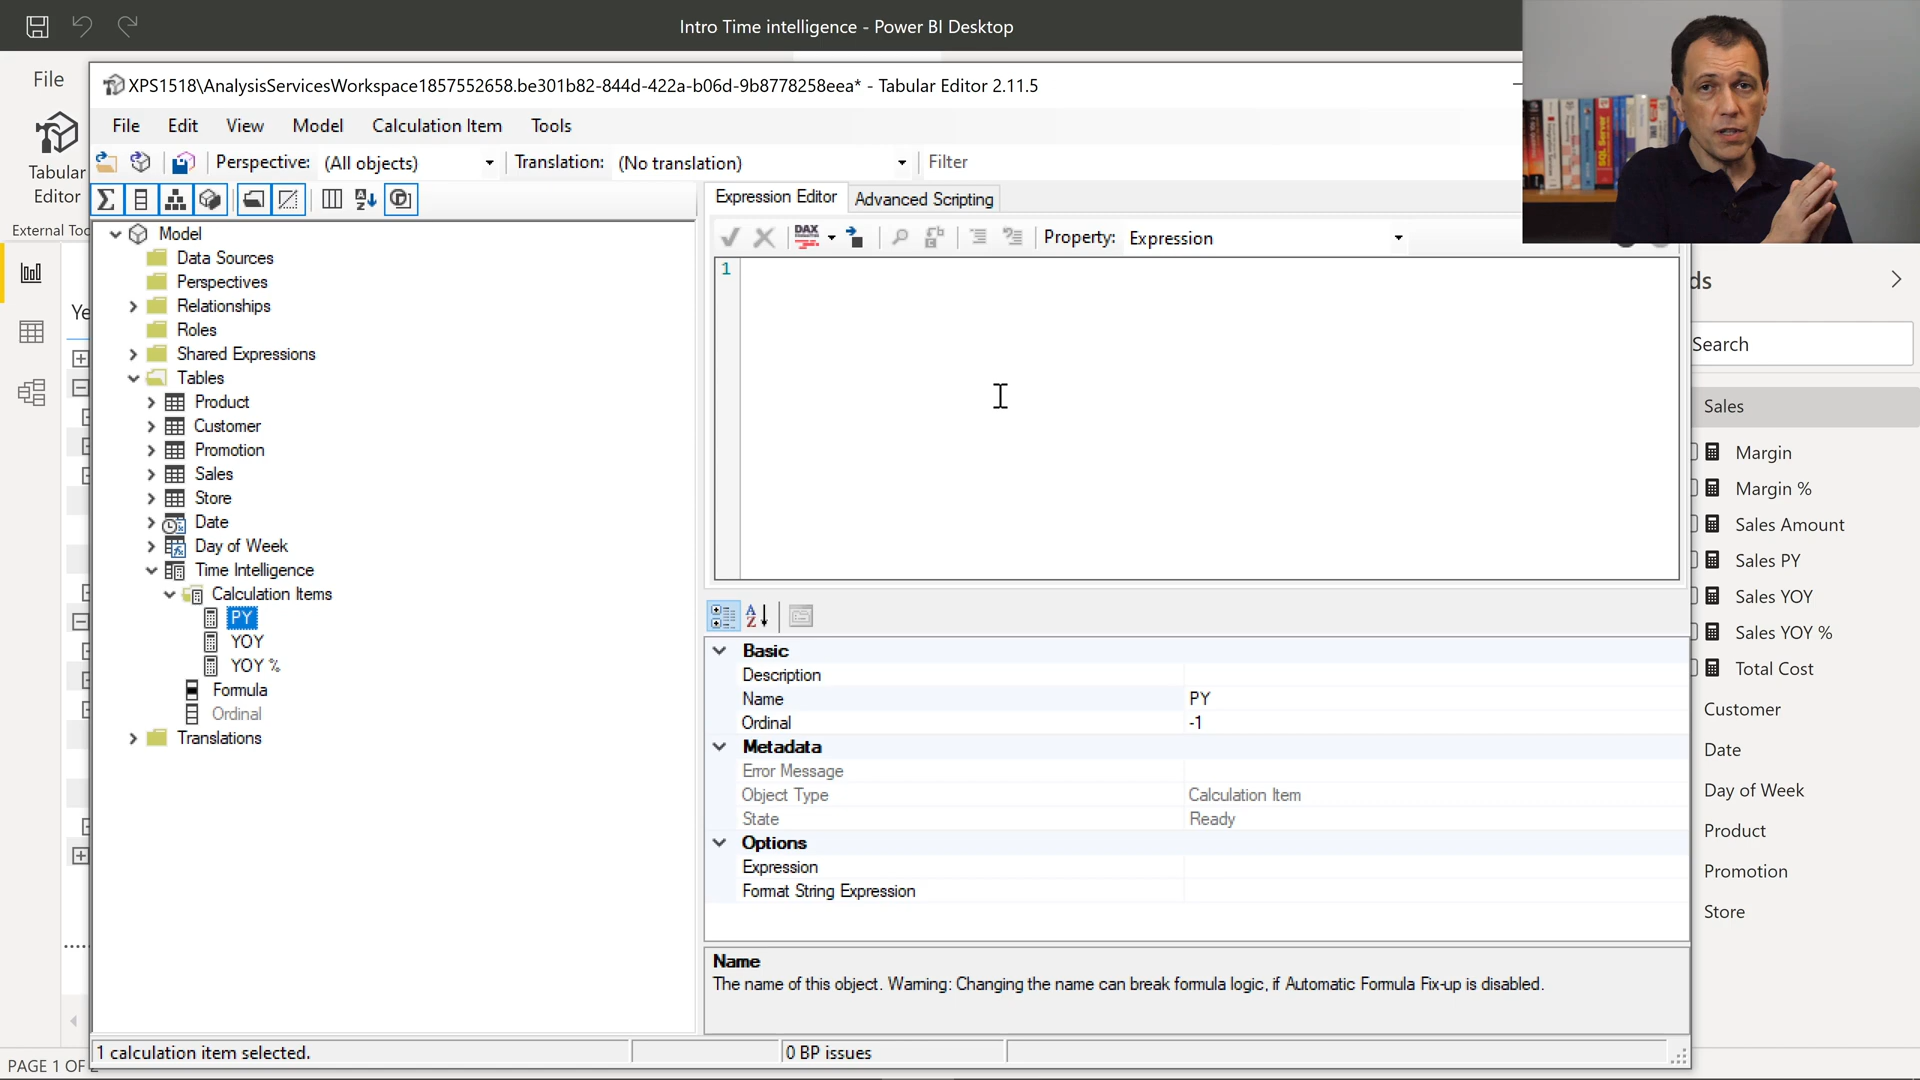 Intro Time intelligence - Power BI Desktop
File
Tabular
Editor
External Too
XPS1518\AnalysisServicesWorkspace1857552658.be301b82-844d-422a-b06d-9b8778258eea* - Tabular Editor 2.11.5
File Edit View Model Calculation Item Tools
Perspective: (All objects) Translation: (No translation) Filter
Model
Data Sources
Perspectives
Relationships
Roles
Shared Expressions
Tables
Product
Customer
Promotion
Sales
Store
Date
Day of Week
Time Intelligence
Calculation Items
PY
YOY
YOY %
Formula
Ordinal
Translations
Expression Editor Advanced Scripting
DAX Property: Expression
1
Basic
Description
Name PY
Ordinal -1
Metadata
Error Message
Object Type Calculation Item
State Ready
Options
Expression
Format String Expression
Name
The name of this object. Warning: Changing the name can break formula logic, if Automatic Formula Fix-up is disabled.
1 calculation item selected. 0 BP issues
Ye
ds
Search
Sales
Margin
Margin %
Sales Amount
Sales PY
Sales YOY
Sales YOY %
Total Cost
Customer
Date
Day of Week
Product
Promotion
Store
PAGE 1 OF 2